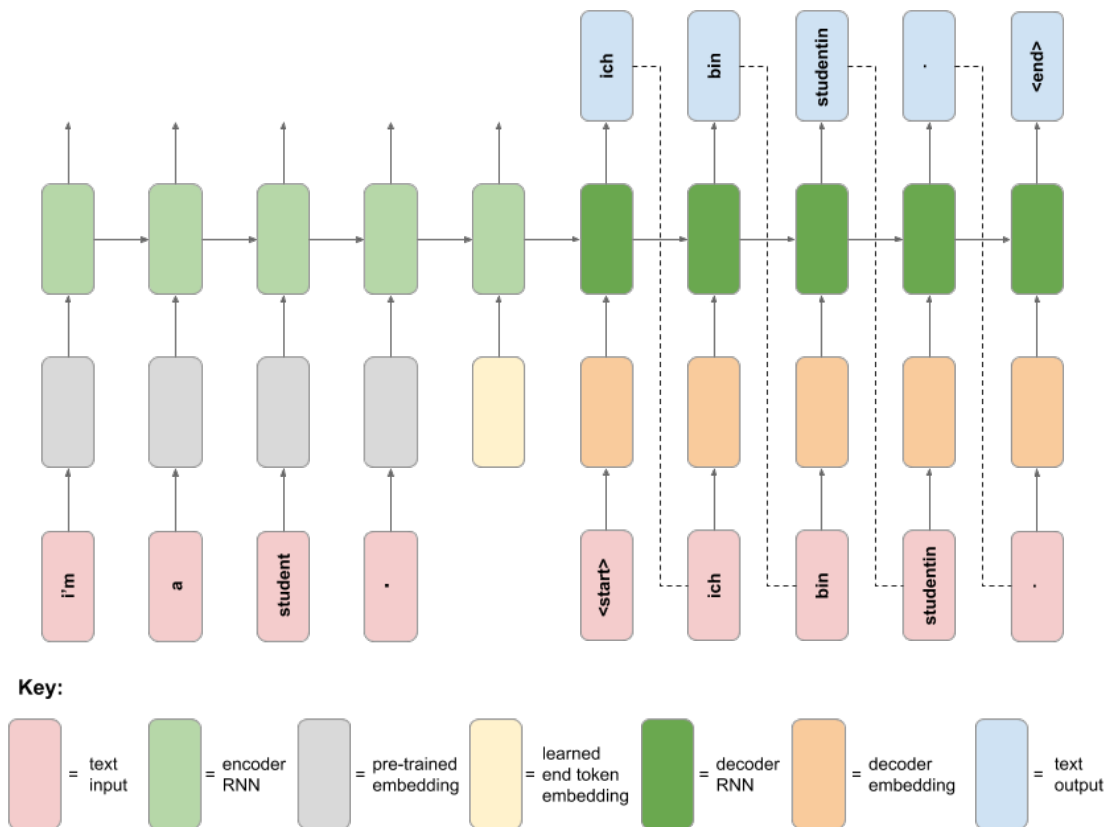 ich
bin
studentin
.
<end>
i'm
a
student
.
<start>
ich
bin
studentin
.
Key:
= text input
= encoder RNN
= pre-trained embedding
= learned end token embedding
= decoder RNN
= decoder embedding
= text output